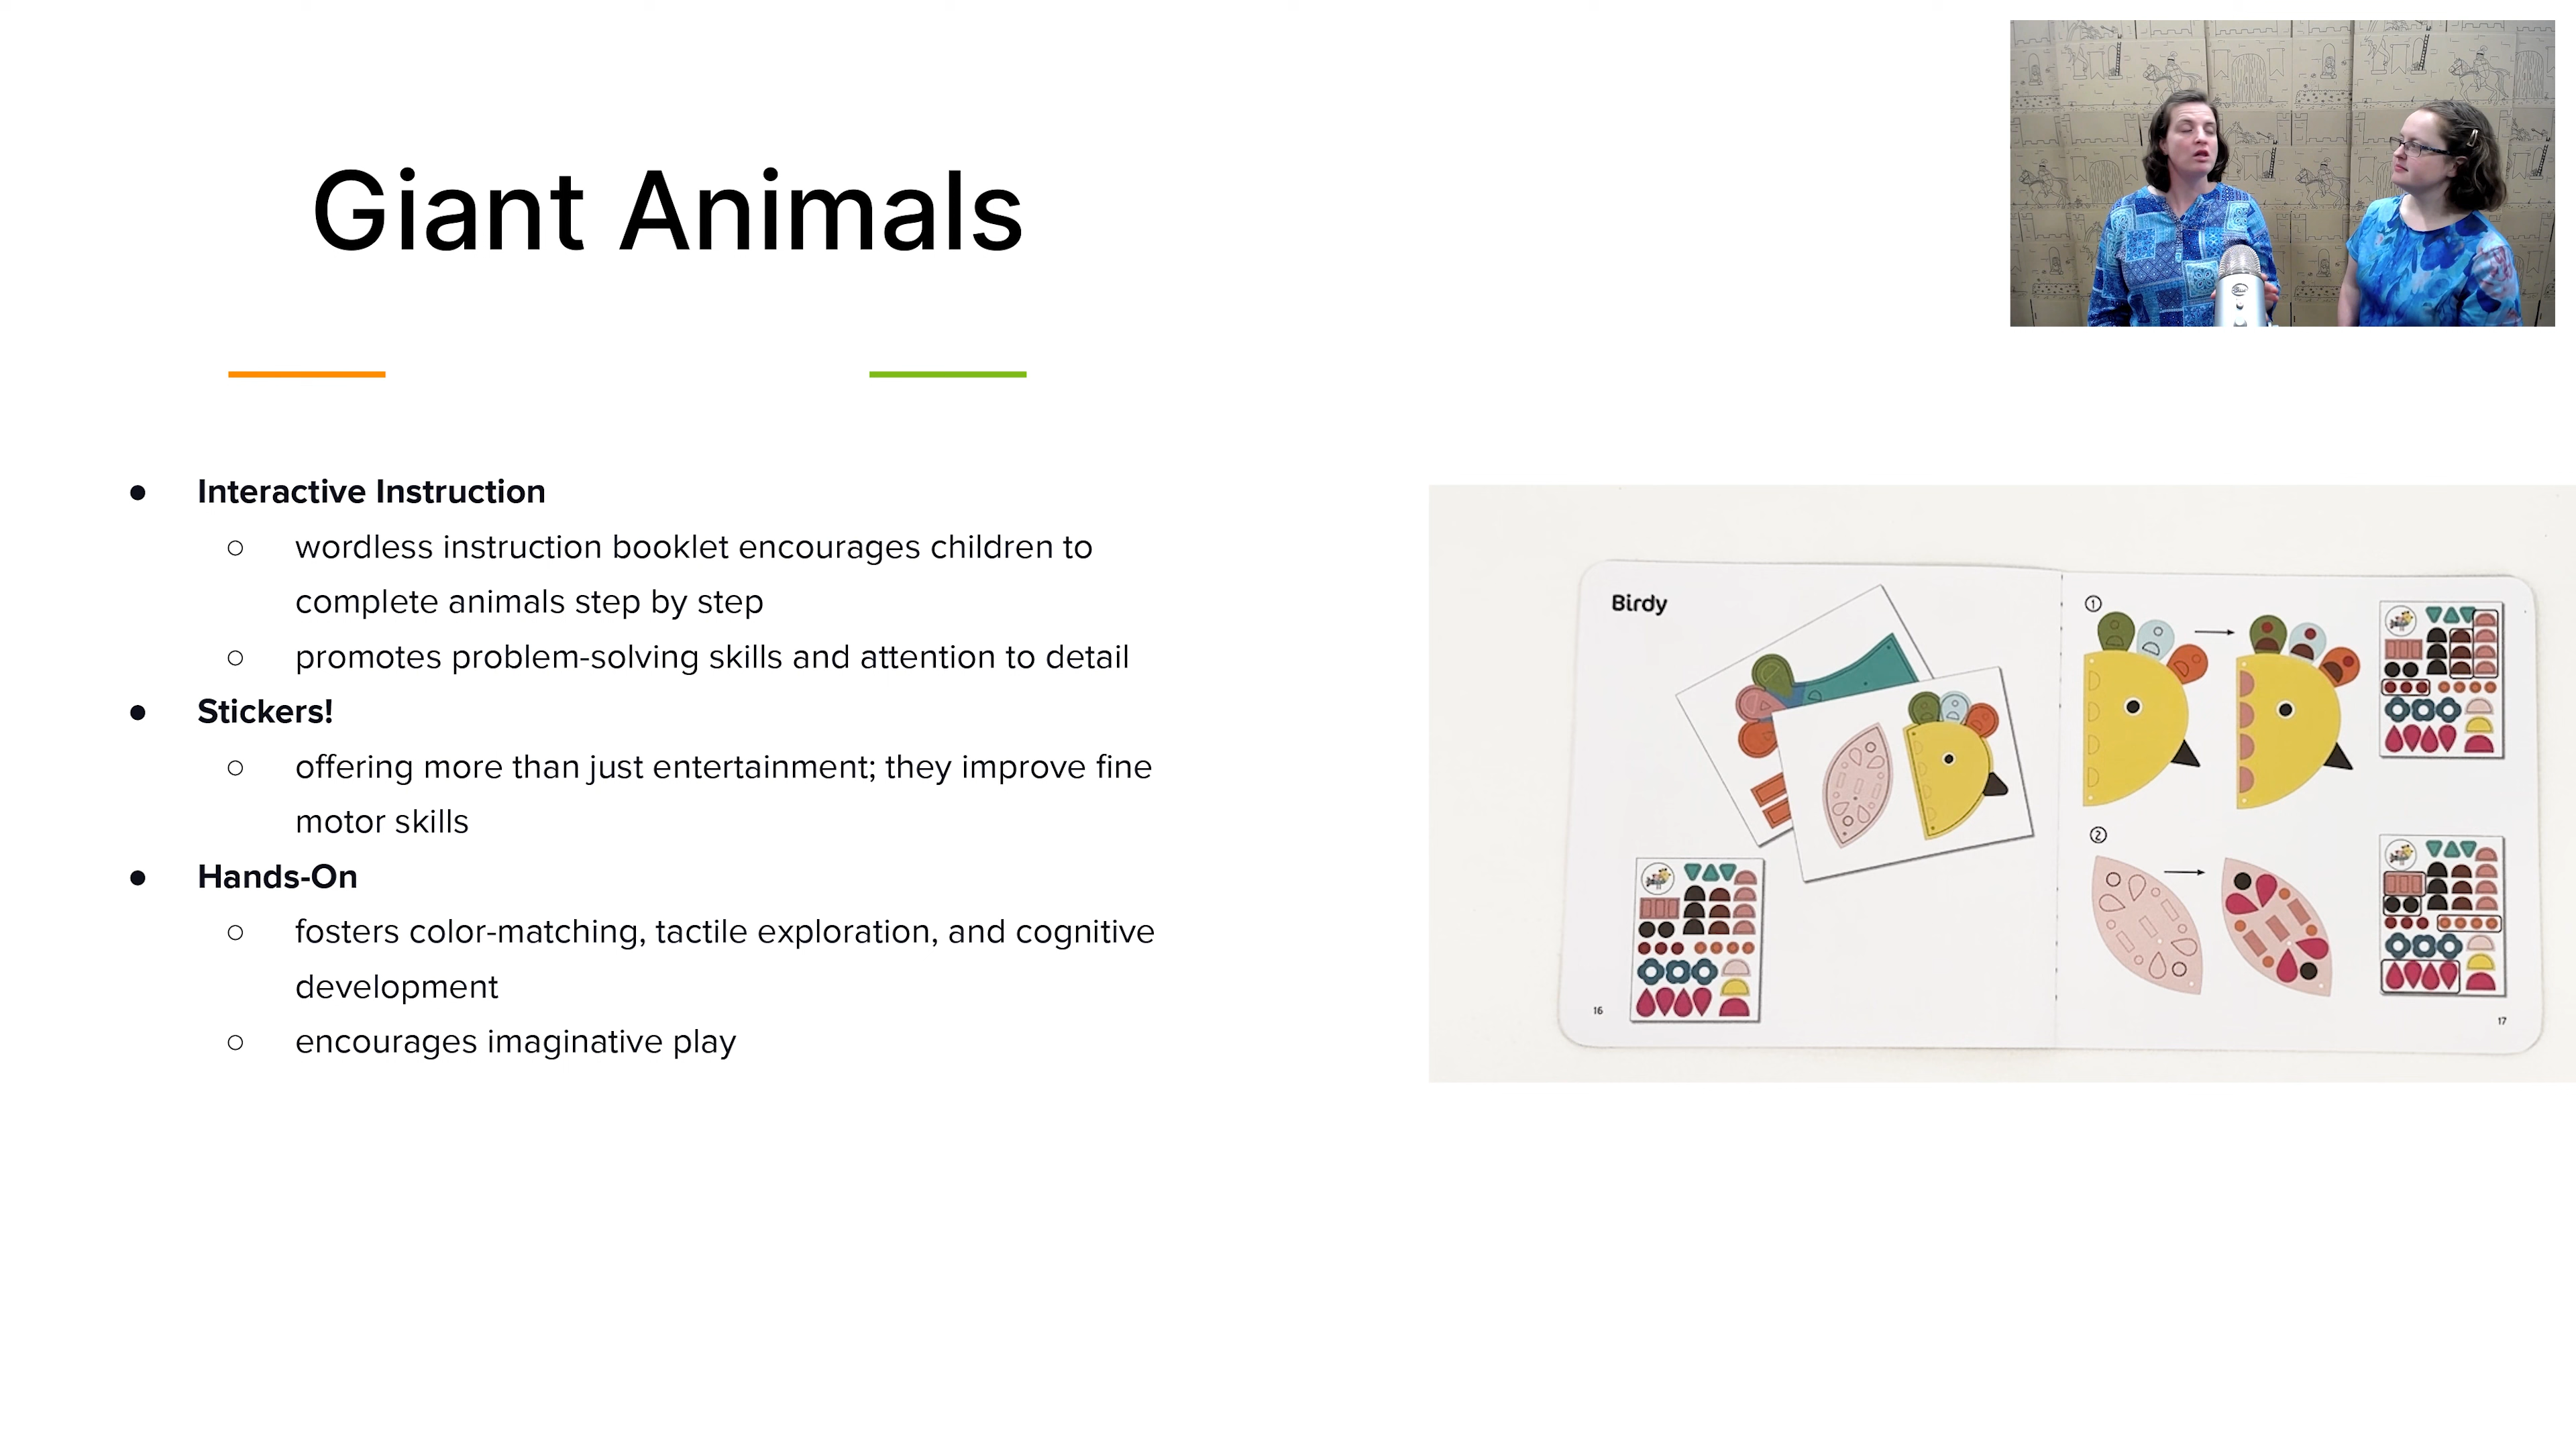 Giant Animals
● Interactive Instruction
○ wordless instruction booklet encourages children to
complete animals step by step
○ promotes problem-solving skills and attention to detail
● Stickers!
○ offering more than just entertainment; they improve fine
motor skills
● Hands-On
○ fosters color-matching, tactile exploration, and cognitive
development
○ encourages imaginative play
Birdy
1
2
16
17